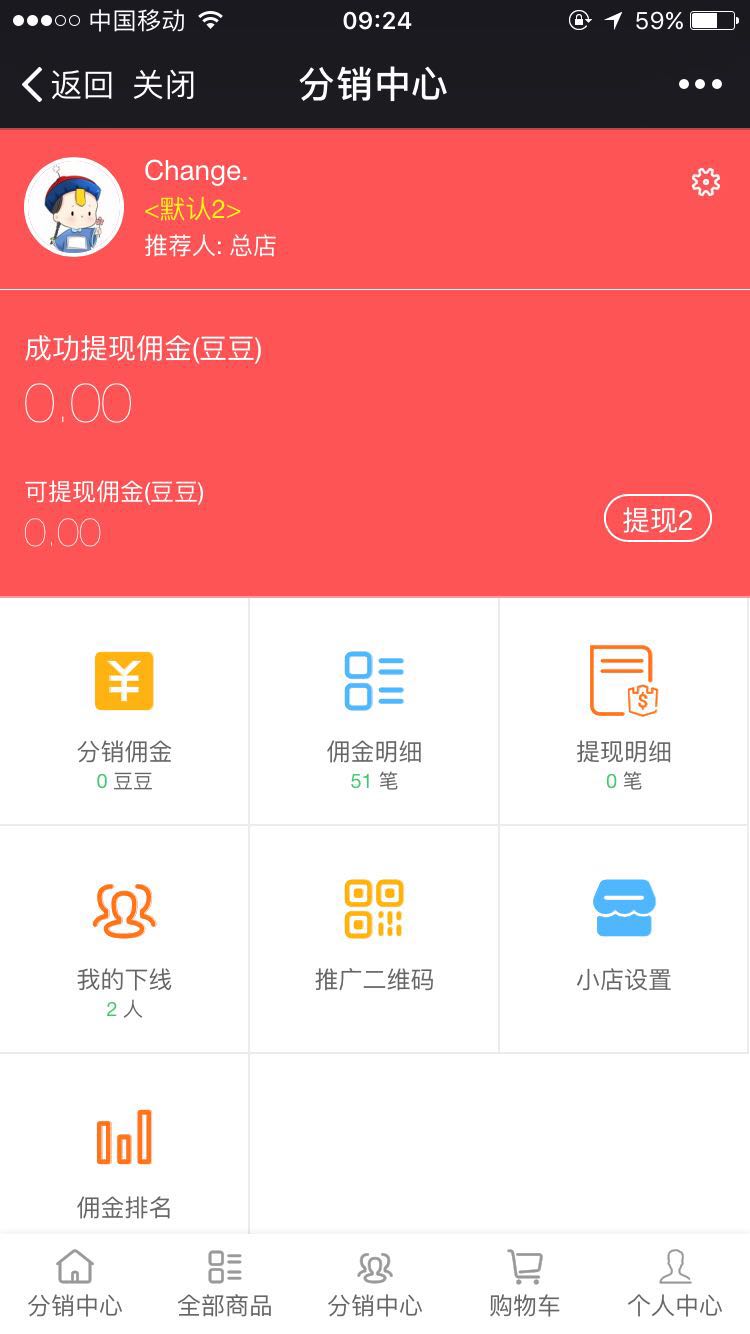 中国移动 09:24 59%
返回 关闭 分销中心
Change.
<默认2>
推荐人: 总店
成功提现佣金(豆豆)
0.00
可提现佣金(豆豆)
0.00
提现2
分销佣金 佣金明细 提现明细
0 豆豆 51 笔 0 笔
我的下线 推广二维码 小店设置
2 人
佣金排名
分销中心 全部商品 分销中心 购物车 个人中心